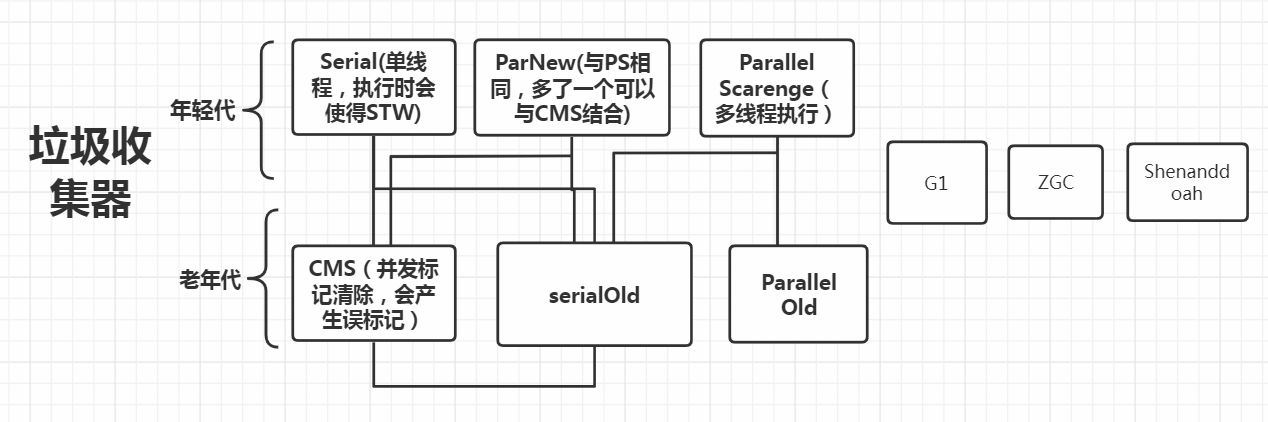 垃圾收
集器
年轻代
Serial(单线
程，执行时会
使得STW)
ParNew(与PS相
同，多了一个可以
与CMS结合)
Parallel
Scarenge（
多线程执行）
G1
ZGC
Shenandd
oah
老年代
CMS（并发标
记清除，会产
生误标记）
serialOld
Parallel
Old